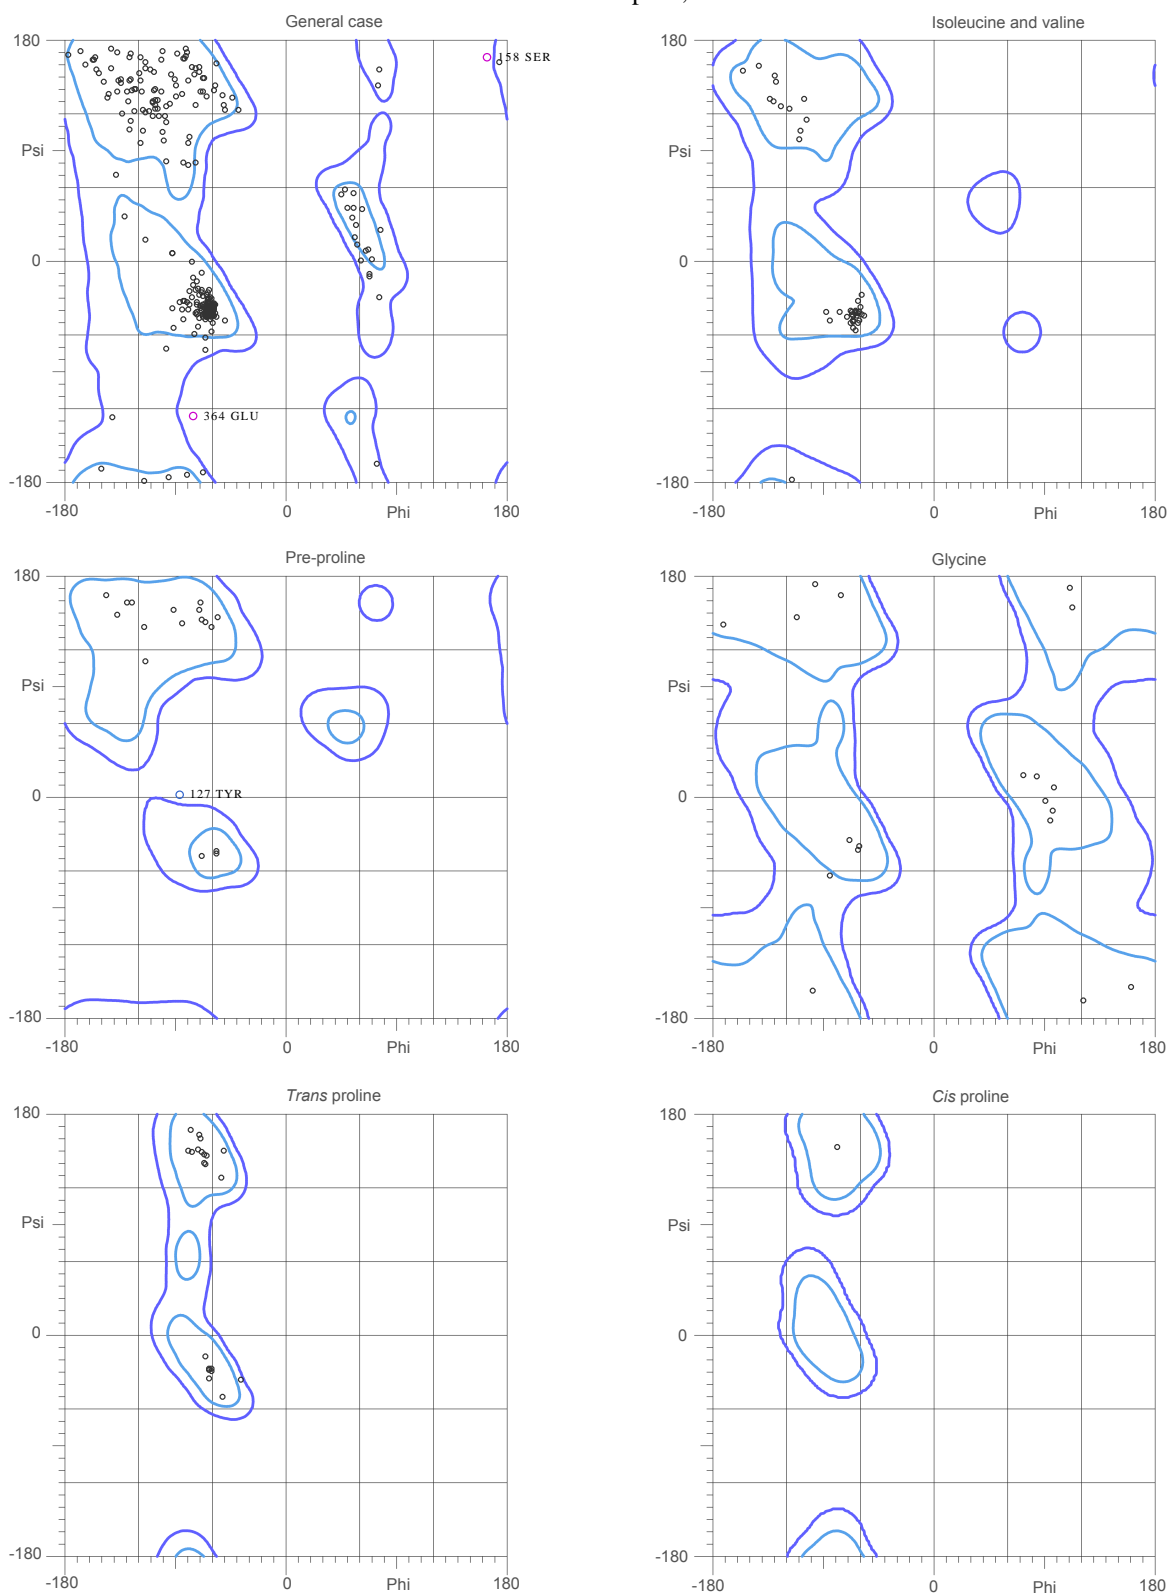 General case
Isoleucine and valine
180
158 SER
180
Psi
Psi
0
0
364 GLU
-180
-180
-180
0
Phi
180
-180
0
Phi
180
Pre-proline
Glycine
180
180
Psi
Psi
0
127 TYR
0
-180
-180
-180
0
Phi
180
-180
0
Phi
180
Trans proline
Cis proline
180
180
Psi
Psi
0
0
-180
-180
-180
0
Phi
180
-180
0
Phi
180